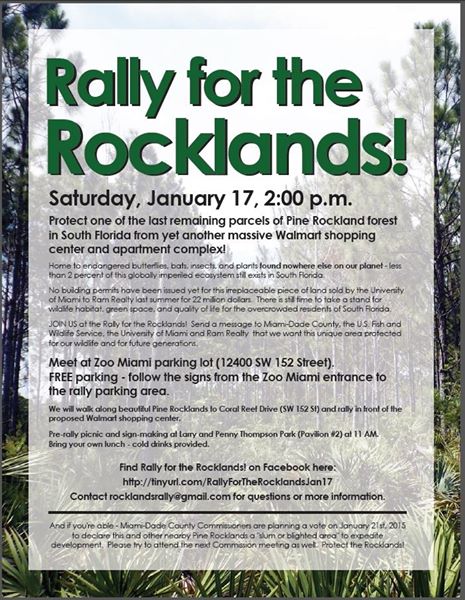 Rally for the
Rocklands!
Saturday, January 17, 2:00 p.m.
Protect one of the last remaining parcels of Pine Rockland forest
in South Florida from yet another massive Walmart shopping
center and apartment complex!
Home to endangered butterflies, bats, insects, and plants found nowhere else on our planet - less
than 2 percent of this globally imperiled ecosystem still exists in South Florida.
No building permits have been issued yet for this irreplaceable piece of land sold by the University
of Miami to Ram Realty last summer for 22 million dollars. There is still time to take a stand for
wildlife habitat, green space, and quality of life for the overcrowded residents of South Florida.
JOIN US at the Rally for the Rocklands! Send a message to Miami-Dade County, the U.S. Fish and
Wildlife Service, the University of Miami and Ram Realty that we want this unique area protected
for our wildlife and for future generations.
Meet at Zoo Miami parking lot (12400 SW 152 Street).
FREE parking - follow the signs from the Zoo Miami entrance to
the rally parking area.
We will walk along beautiful Pine Rocklands to Coral Reef Drive (SW 152 St) and rally in front of the
proposed Walmart shopping center.
Pre-rally picnic and sign-making at Larry and Penny Thompson Park (Pavilion #2) at 11 AM.
Bring your own lunch - cold drinks provided.
Find Rally for the Rocklands! on Facebook here:
http://tinyurl.com/RallyForTheRocklandsJan17
Contact rocklandsrally@gmail.com for questions or more information.
And if you're able - Miami-Dade County Commissioners are planning a vote on January 21st, 2015
to declare this and other nearby Pine Rocklands a "slum or blighted area" to expedite
development. Please try to attend the next Commission meeting as well. Protect the Rocklands!